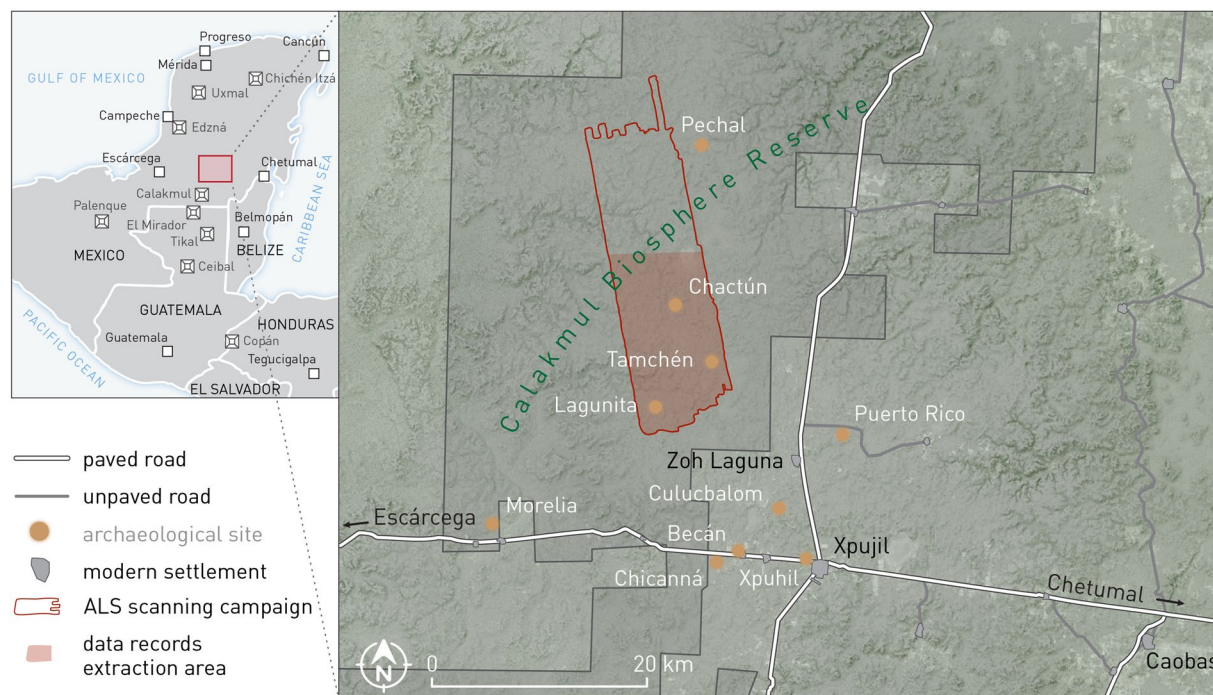 Progreso
Cancún
Mérida
GULF OF MEXICO
Chichén Itzá
Uxmal
Campeche
Edzná
Escárcega
Chetumal
Calakmul
Palenque
El Mirador
Belmopán
Tikal
MEXICO
BELIZE
CARIBBEAN SEA
Ceibal
GUATEMALA
HONDURAS
Guatemala
Copán
Tegucigalpa
PACIFIC OCEAN
EL SALVADOR
paved road
unpaved road
archaeological site
modern settlement
ALS scanning campaign
data records
extraction area
Pechal
Calakmul Biosphere Reserve
Chactún
Tamchén
Lagunita
Puerto Rico
Zoh Laguna
Culucbalom
Morelia
Escárcega
Becán
Xpujil
Chicanná
Xpuhil
Chetumal
N
0
20 km
Caobas